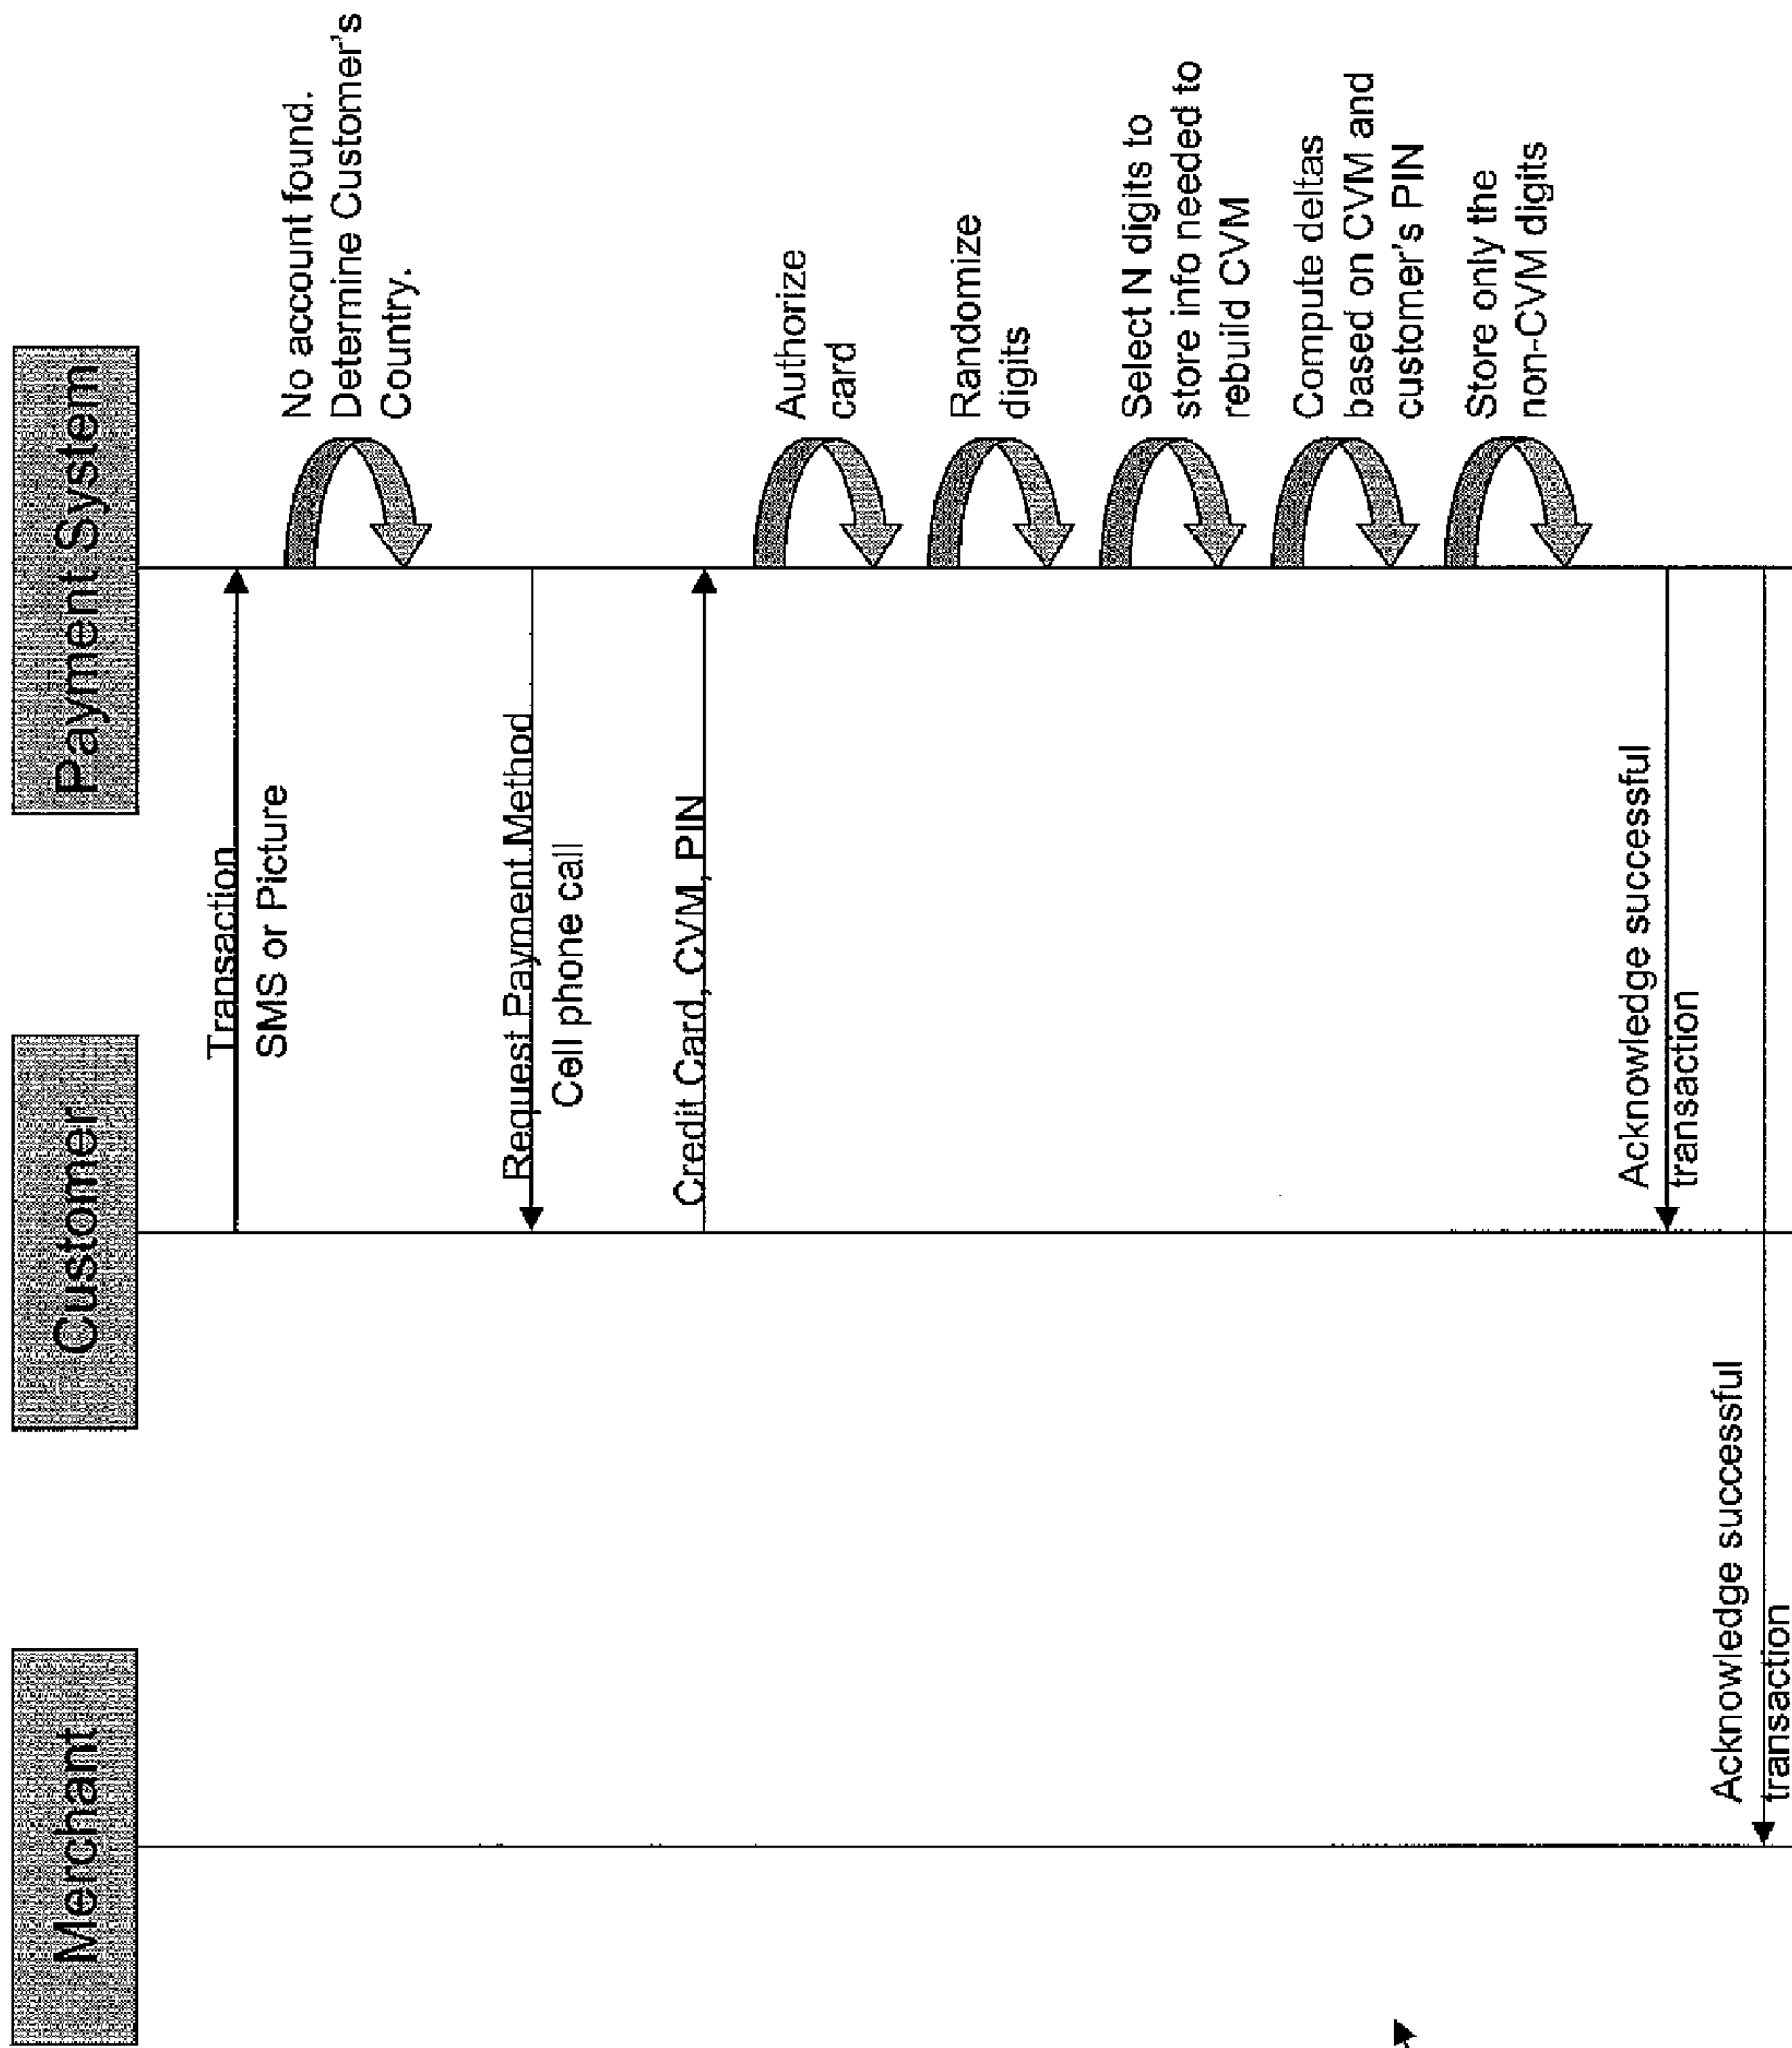 Merchant
Customer
Payment System
Transaction
SMS or Picture
No account found.
Determine Customer's
Country.
Request Payment Method
Cell phone call
Credit Card, CVM, PIN
Authorize
card
Randomize
digits
Select N digits to
store info needed to
rebuild CVM
Compute deltas
based on CVM and
customer's PIN
Store only the
non-CVM digits
Acknowledge successful
transaction
Acknowledge successful
transaction